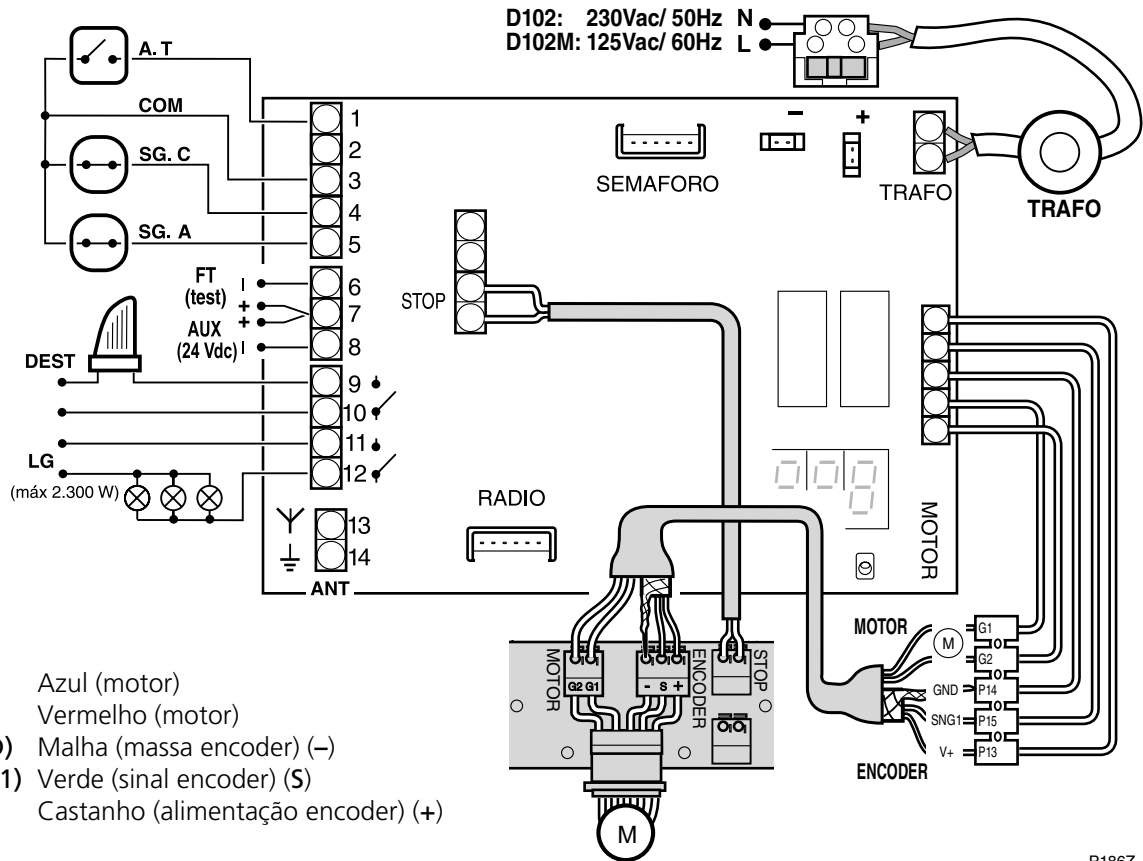 D102: 230Vac/ 50Hz N
D102M: 125Vac/ 60Hz L
A. T
COM
SG. C
SG. A
1
2
3
4
5
FT
(test)
AUX
(24 Vdc)
6
7
8
DEST
9
10
11
12
LG
(máx 2.300 W)
13
14
ANT
STOP
SEMAFORO
RADIO
- +
TRAFO
TRAFO
MOTOR
MOTOR
G2 G1
ENCODER
- S +
STOP
M
MOTOR
M
G1
G2
GND P14
SNG1 P15
V+ P13
ENCODER
Azul (motor)
Vermelho (motor)
) Malha (massa encoder) (–)
1) Verde (sinal encoder) (S)
Castanho (alimentação encoder) (+)